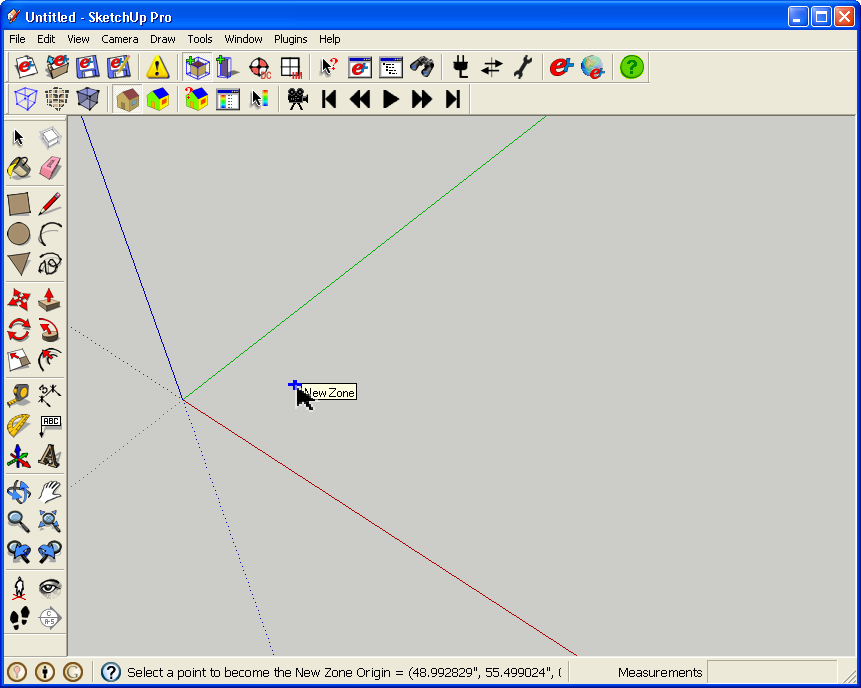 Untitled - SketchUp Pro
File Edit View Camera Draw Tools Window Plugins Help
New Zone
ABC
Select a point to become the New Zone Origin = (48.992829", 55.499024", (
Measurements